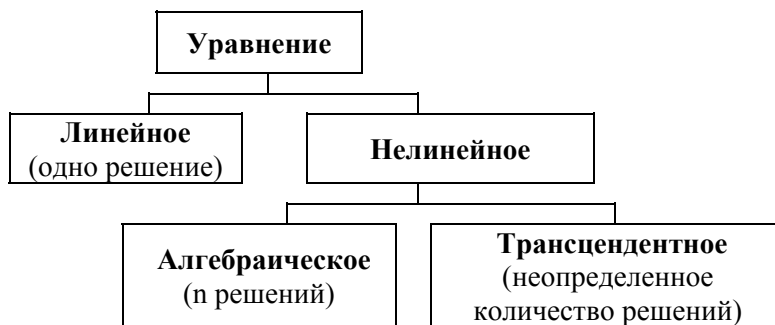 Уравнение
Линейное
(одно решение)
Нелинейное
Алгебраическое
(n решений)
Трансцендентное
(неопределенное
количество решений)